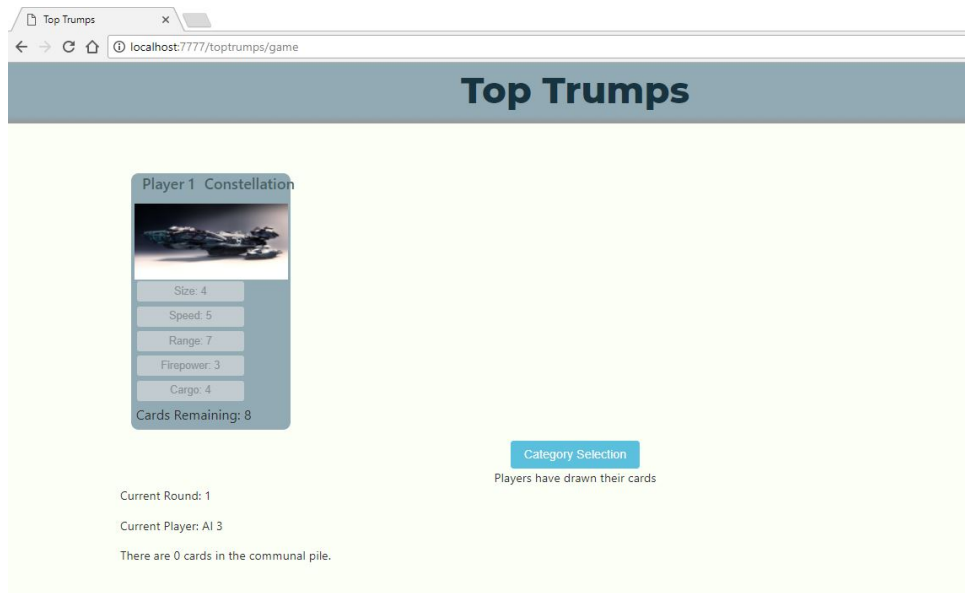 Top Trumps
localhost:7777/toptrumps/game
Top Trumps
Player 1 Constellation
Size: 4
Speed: 5
Range: 7
Firepower: 3
Cargo: 4
Cards Remaining: 8
Category Selection
Players have drawn their cards
Current Round: 1
Current Player: AI 3
There are 0 cards in the communal pile.